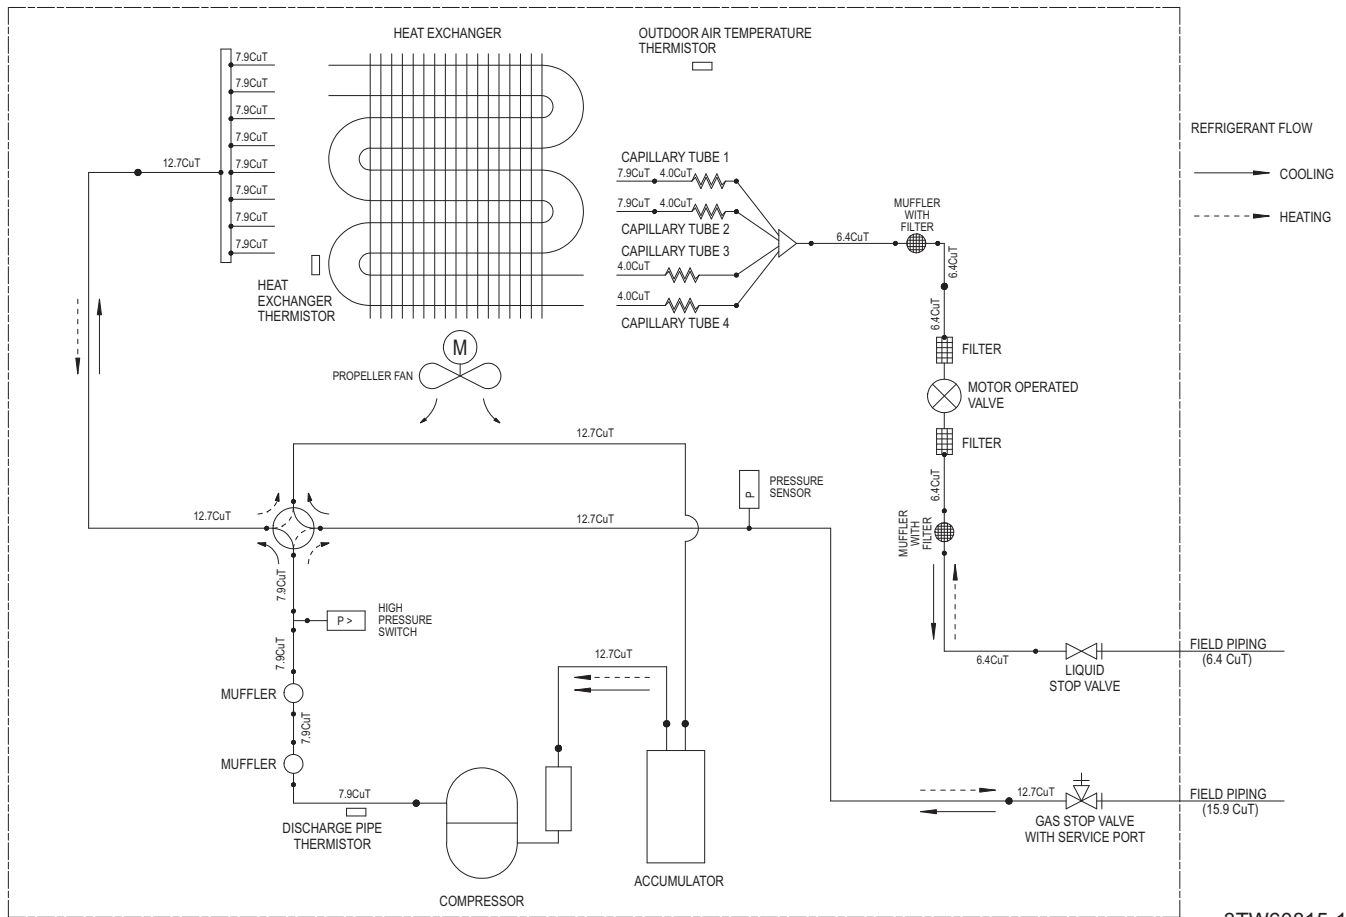 HEAT EXCHANGER
OUTDOOR AIR TEMPERATURE
THERMISTOR
7.9CuT
7.9CuT
7.9CuT
7.9CuT
7.9CuT
7.9CuT
7.9CuT
7.9CuT
12.7CuT
REFRIGERANT FLOW
COOLING
HEATING
CAPILLARY TUBE 1
7.9CuT 4.0CuT
7.9CuT 4.0CuT
CAPILLARY TUBE 2
CAPILLARY TUBE 3
4.0CuT
4.0CuT
CAPILLARY TUBE 4
6.4CuT
MUFFLER
WITH
FILTER
6.4CuT
6.4CuT
HEAT
EXCHANGER
THERMISTOR
M
PROPELLER FAN
FILTER
MOTOR OPERATED
VALVE
FILTER
6.4CuT
MUFFLER
WITH
FILTER
12.7CuT
P
PRESSURE
SENSOR
12.7CuT
12.7CuT
7.9CuT
P >
HIGH
PRESSURE
SWITCH
7.9CuT
MUFFLER
7.9CuT
MUFFLER
12.7CuT
6.4CuT
LIQUID
STOP VALVE
FIELD PIPING
(6.4 CuT)
7.9CuT
DISCHARGE PIPE
THERMISTOR
COMPRESSOR
ACCUMULATOR
12.7CuT
GAS STOP VALVE
WITH SERVICE PORT
FIELD PIPING
(15.9 CuT)